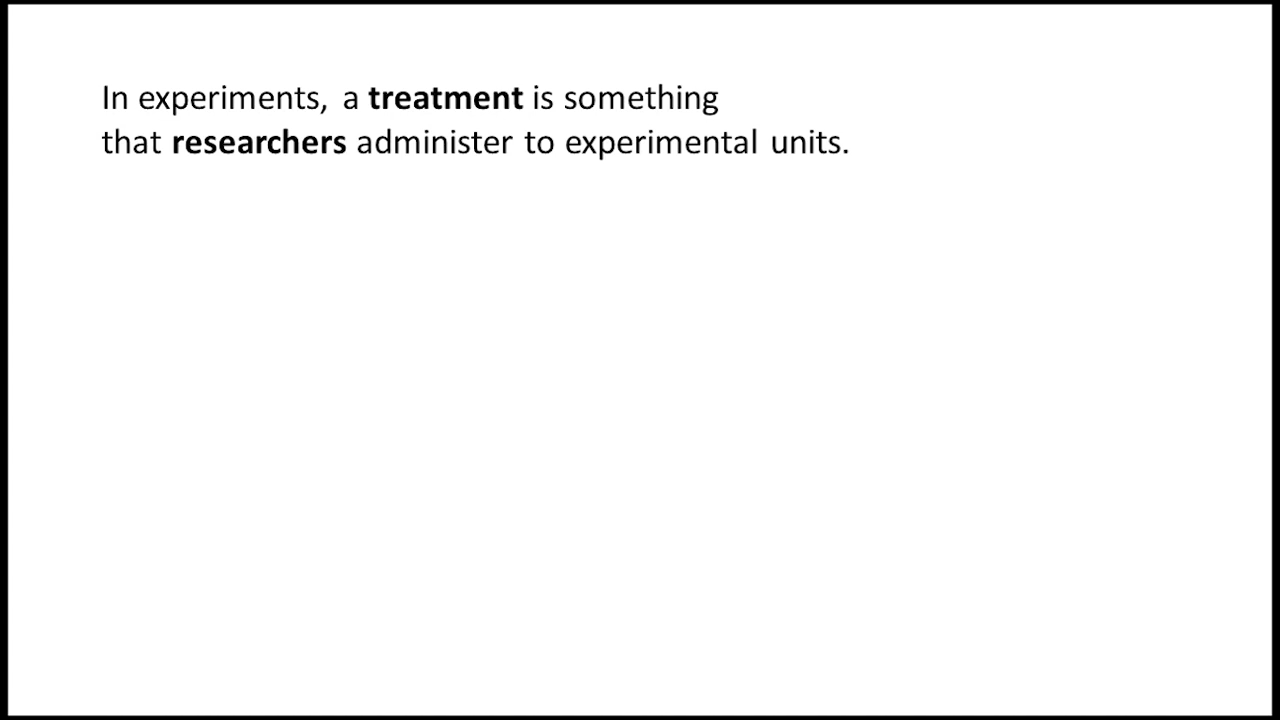 In experiments, a treatment is something
that researchers administer to experimental units.